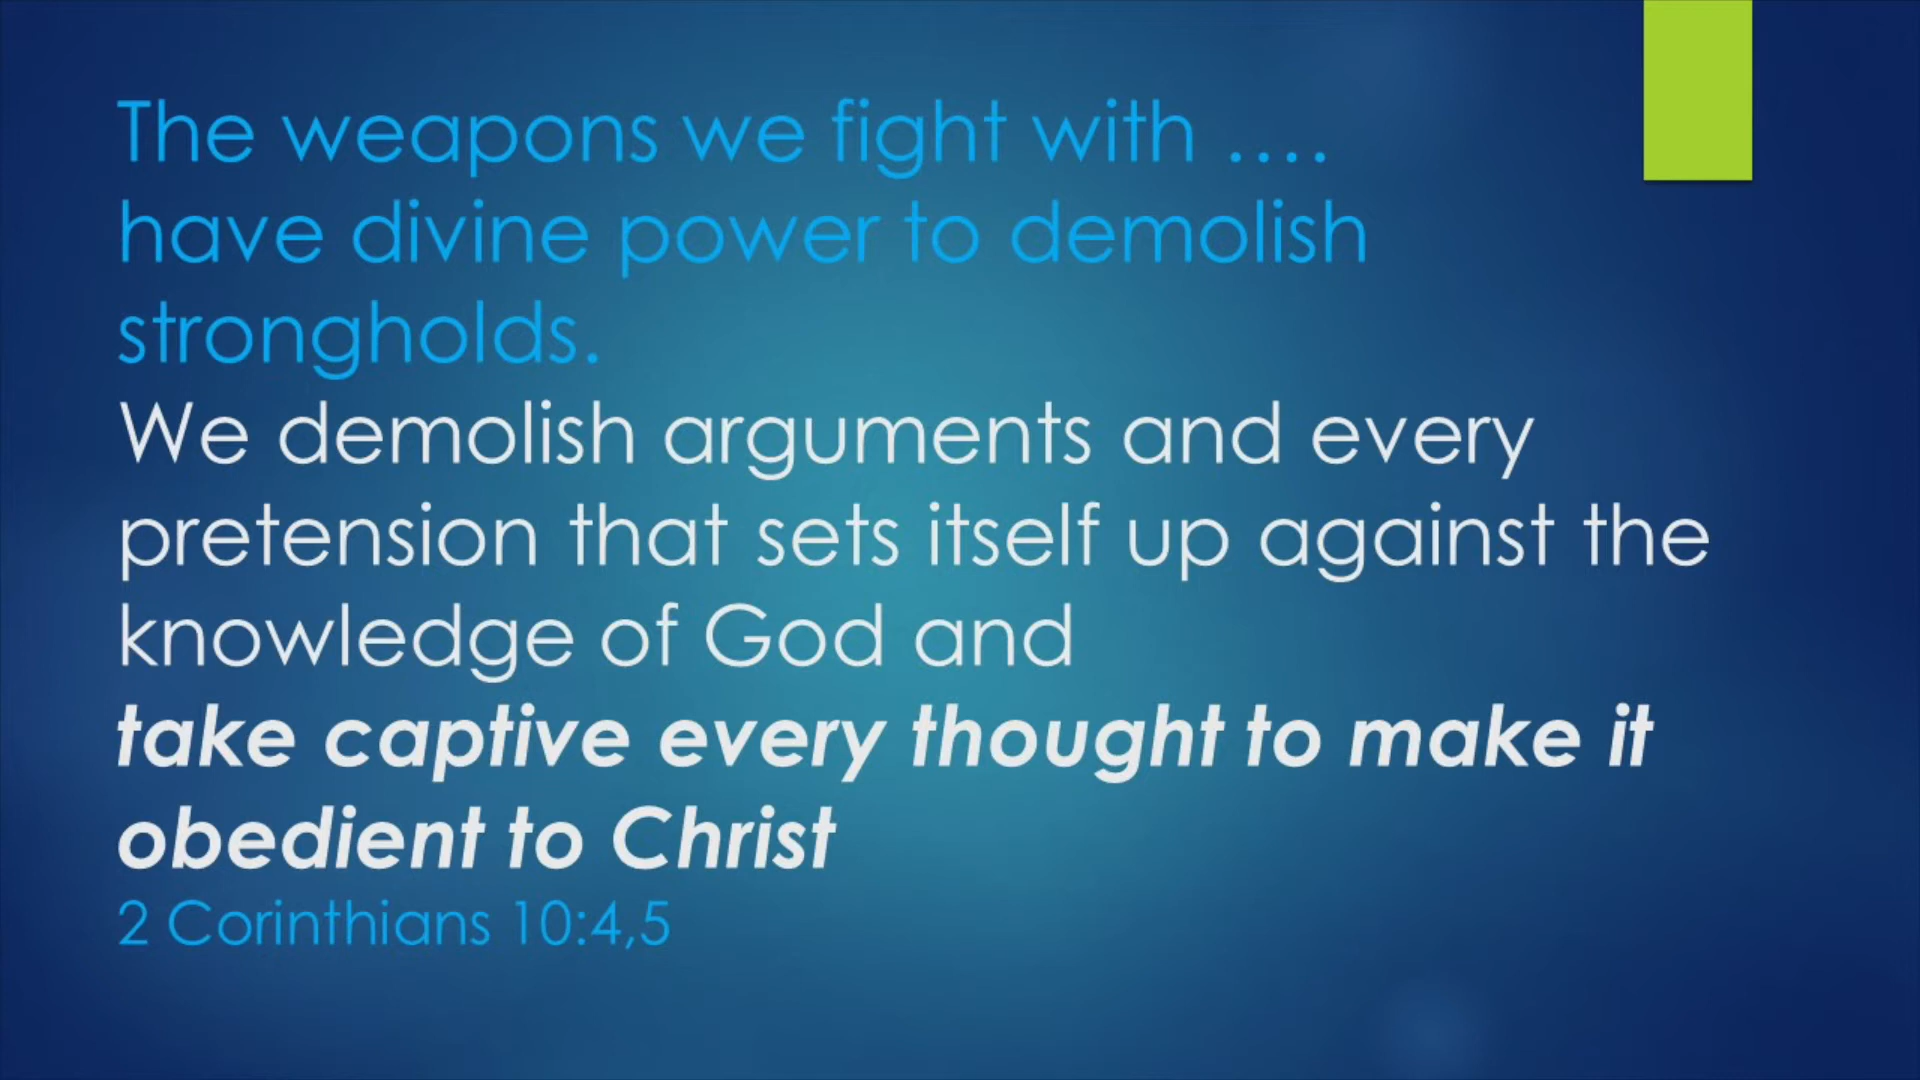 The weapons we fight with ....
have divine power to demolish
strongholds.
We demolish arguments and every
pretension that sets itself up against the
knowledge of God and
take captive every thought to make it
obedient to Christ
2 Corinthians 10:4,5